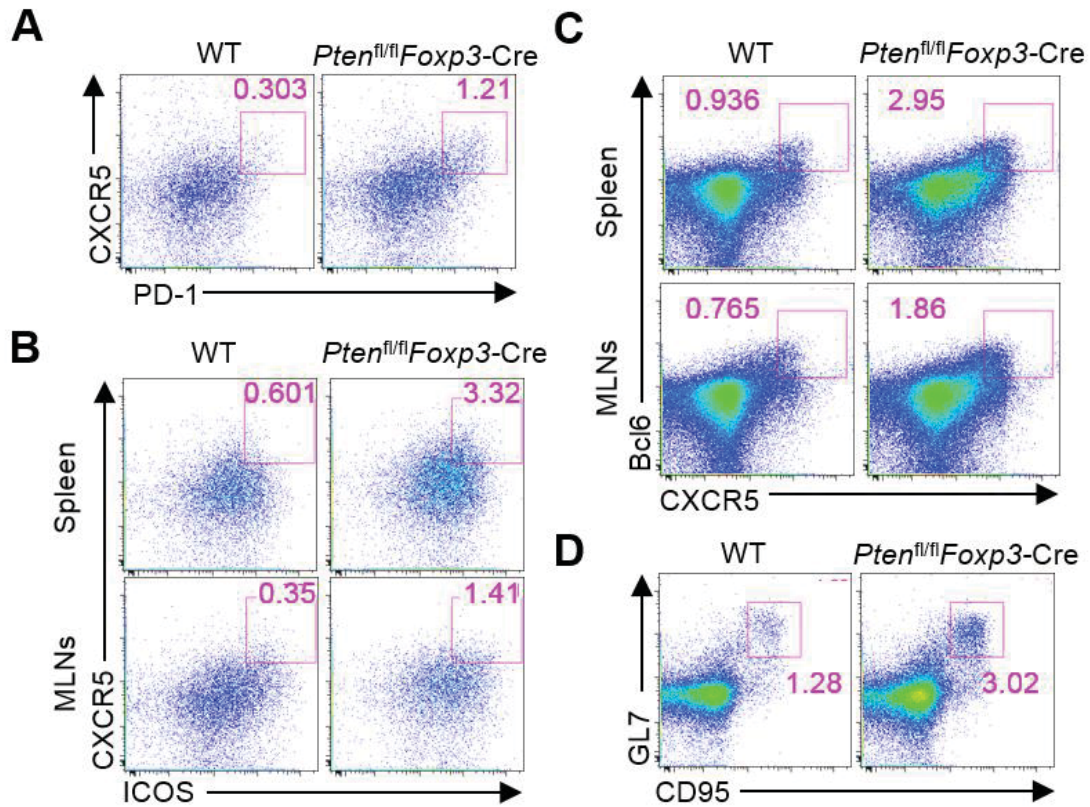 A
WT
Ptenfl/flFoxp3-Cre
0.303
1.21
CXCR5
PD-1
B
WT
Ptenfl/flFoxp3-Cre
Spleen
0.601
3.32
MLNs
0.35
1.41
CXCR5
ICOS
C
WT
Ptenfl/flFoxp3-Cre
Spleen
0.936
2.95
MLNs
0.765
1.86
Bcl6
CXCR5
D
WT
Ptenfl/flFoxp3-Cre
1.28
3.02
GL7
CD95